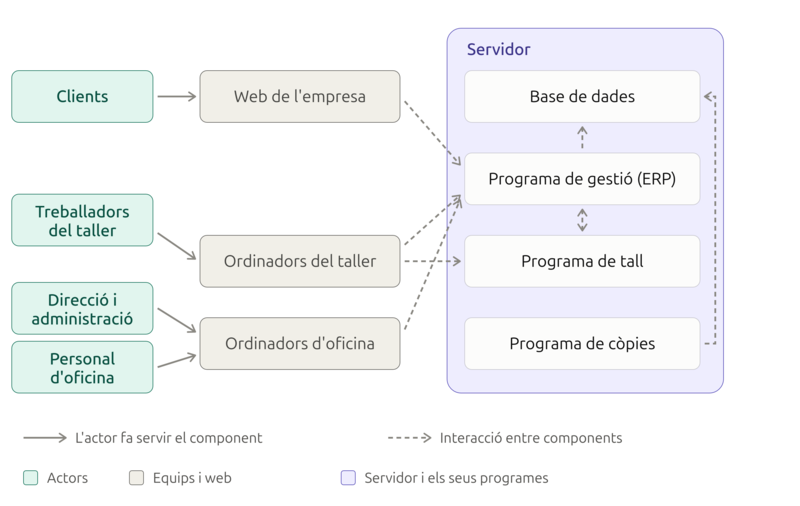 Servidor
Clients
Web de l'empresa
Base de dades
Programa de gestió (ERP)
Treballadors
del taller
Ordinadors del taller
Programa de tall
Direcció i
administració
Ordinadors d'oficina
Programa de còpies
Personal
d'oficina
L'actor fa servir el component
Interacció entre components
Actors
Equips i web
Servidor i els seus programes